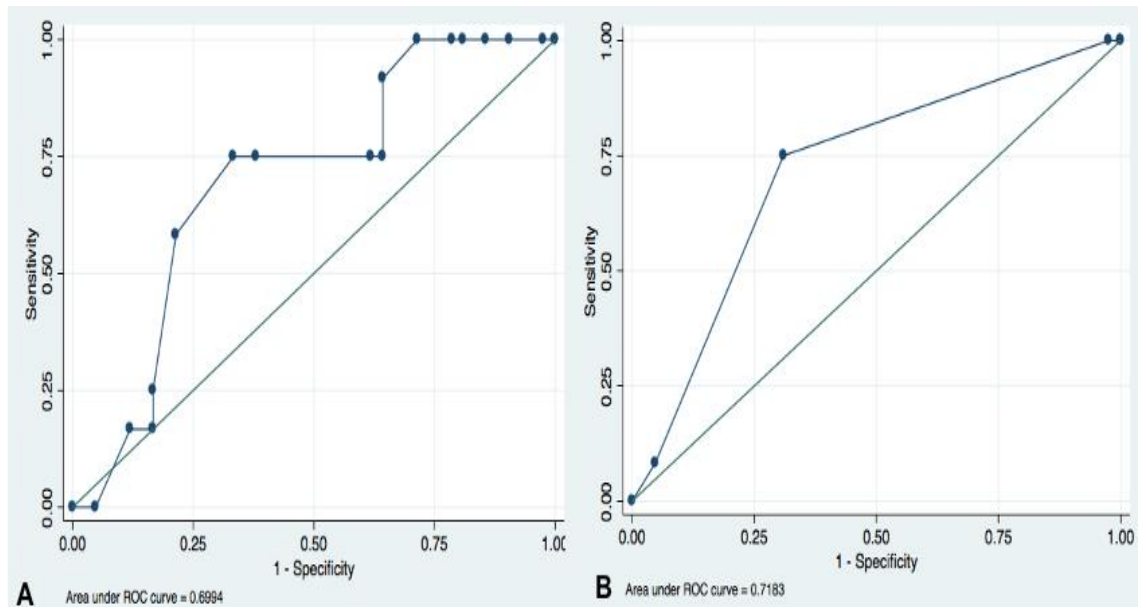 1.00
0.75
0.50
0.25
0.00
Sensitivity
0.00 0.25 0.50 0.75 1.00
1 - Specificity
A Area under ROC curve = 0.6994
1.00
0.75
0.50
0.25
0.00
Sensitivity
0.00 0.25 0.50 0.75 1.00
1 - Specificity
B Area under ROC curve = 0.7183